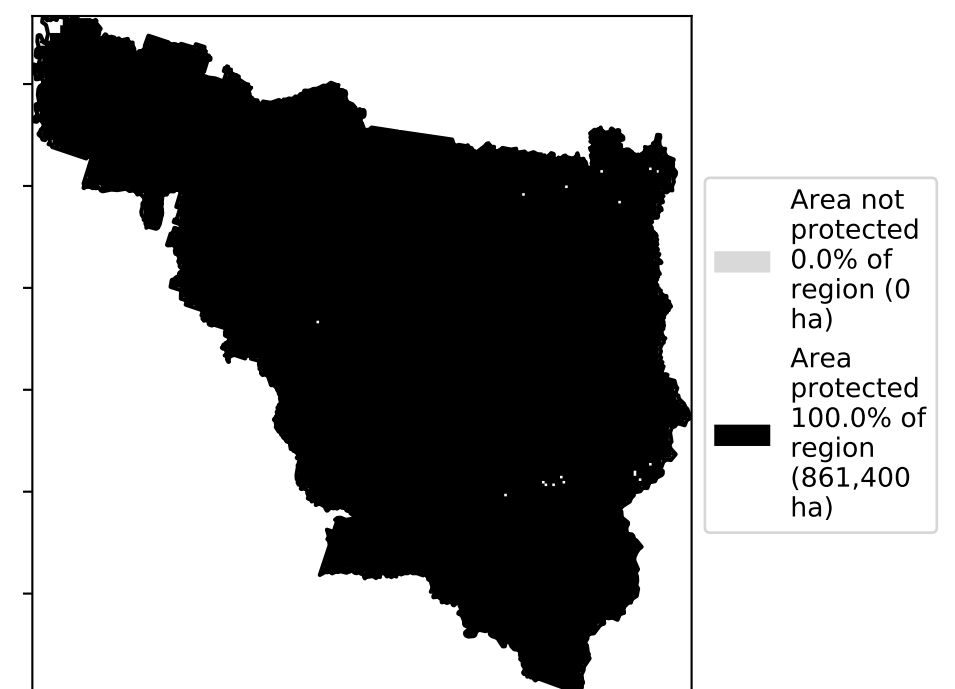 Area not
protected
0.0% of
region (0
ha)
Area
protected
100.0% of
region
(861,400
ha)